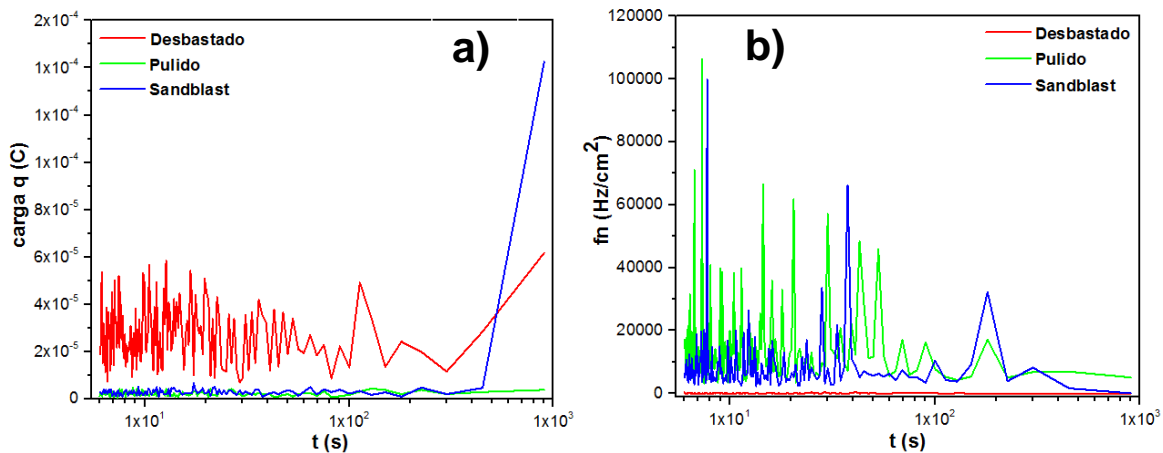 a)
Desbastado
Pulido
Sandblast
2x10⁻⁴
1x10⁻⁴
1x10⁻⁴
1x10⁻⁴
8x10⁻⁵
6x10⁻⁵
4x10⁻⁵
2x10⁻⁵
0
carga q (C)
1x10¹
1x10²
1x10³
t (s)
b)
Desbastado
Pulido
Sandblast
120000
100000
80000
60000
40000
20000
0
fn (Hz/cm²)
1x10¹
1x10²
1x10³
t (s)